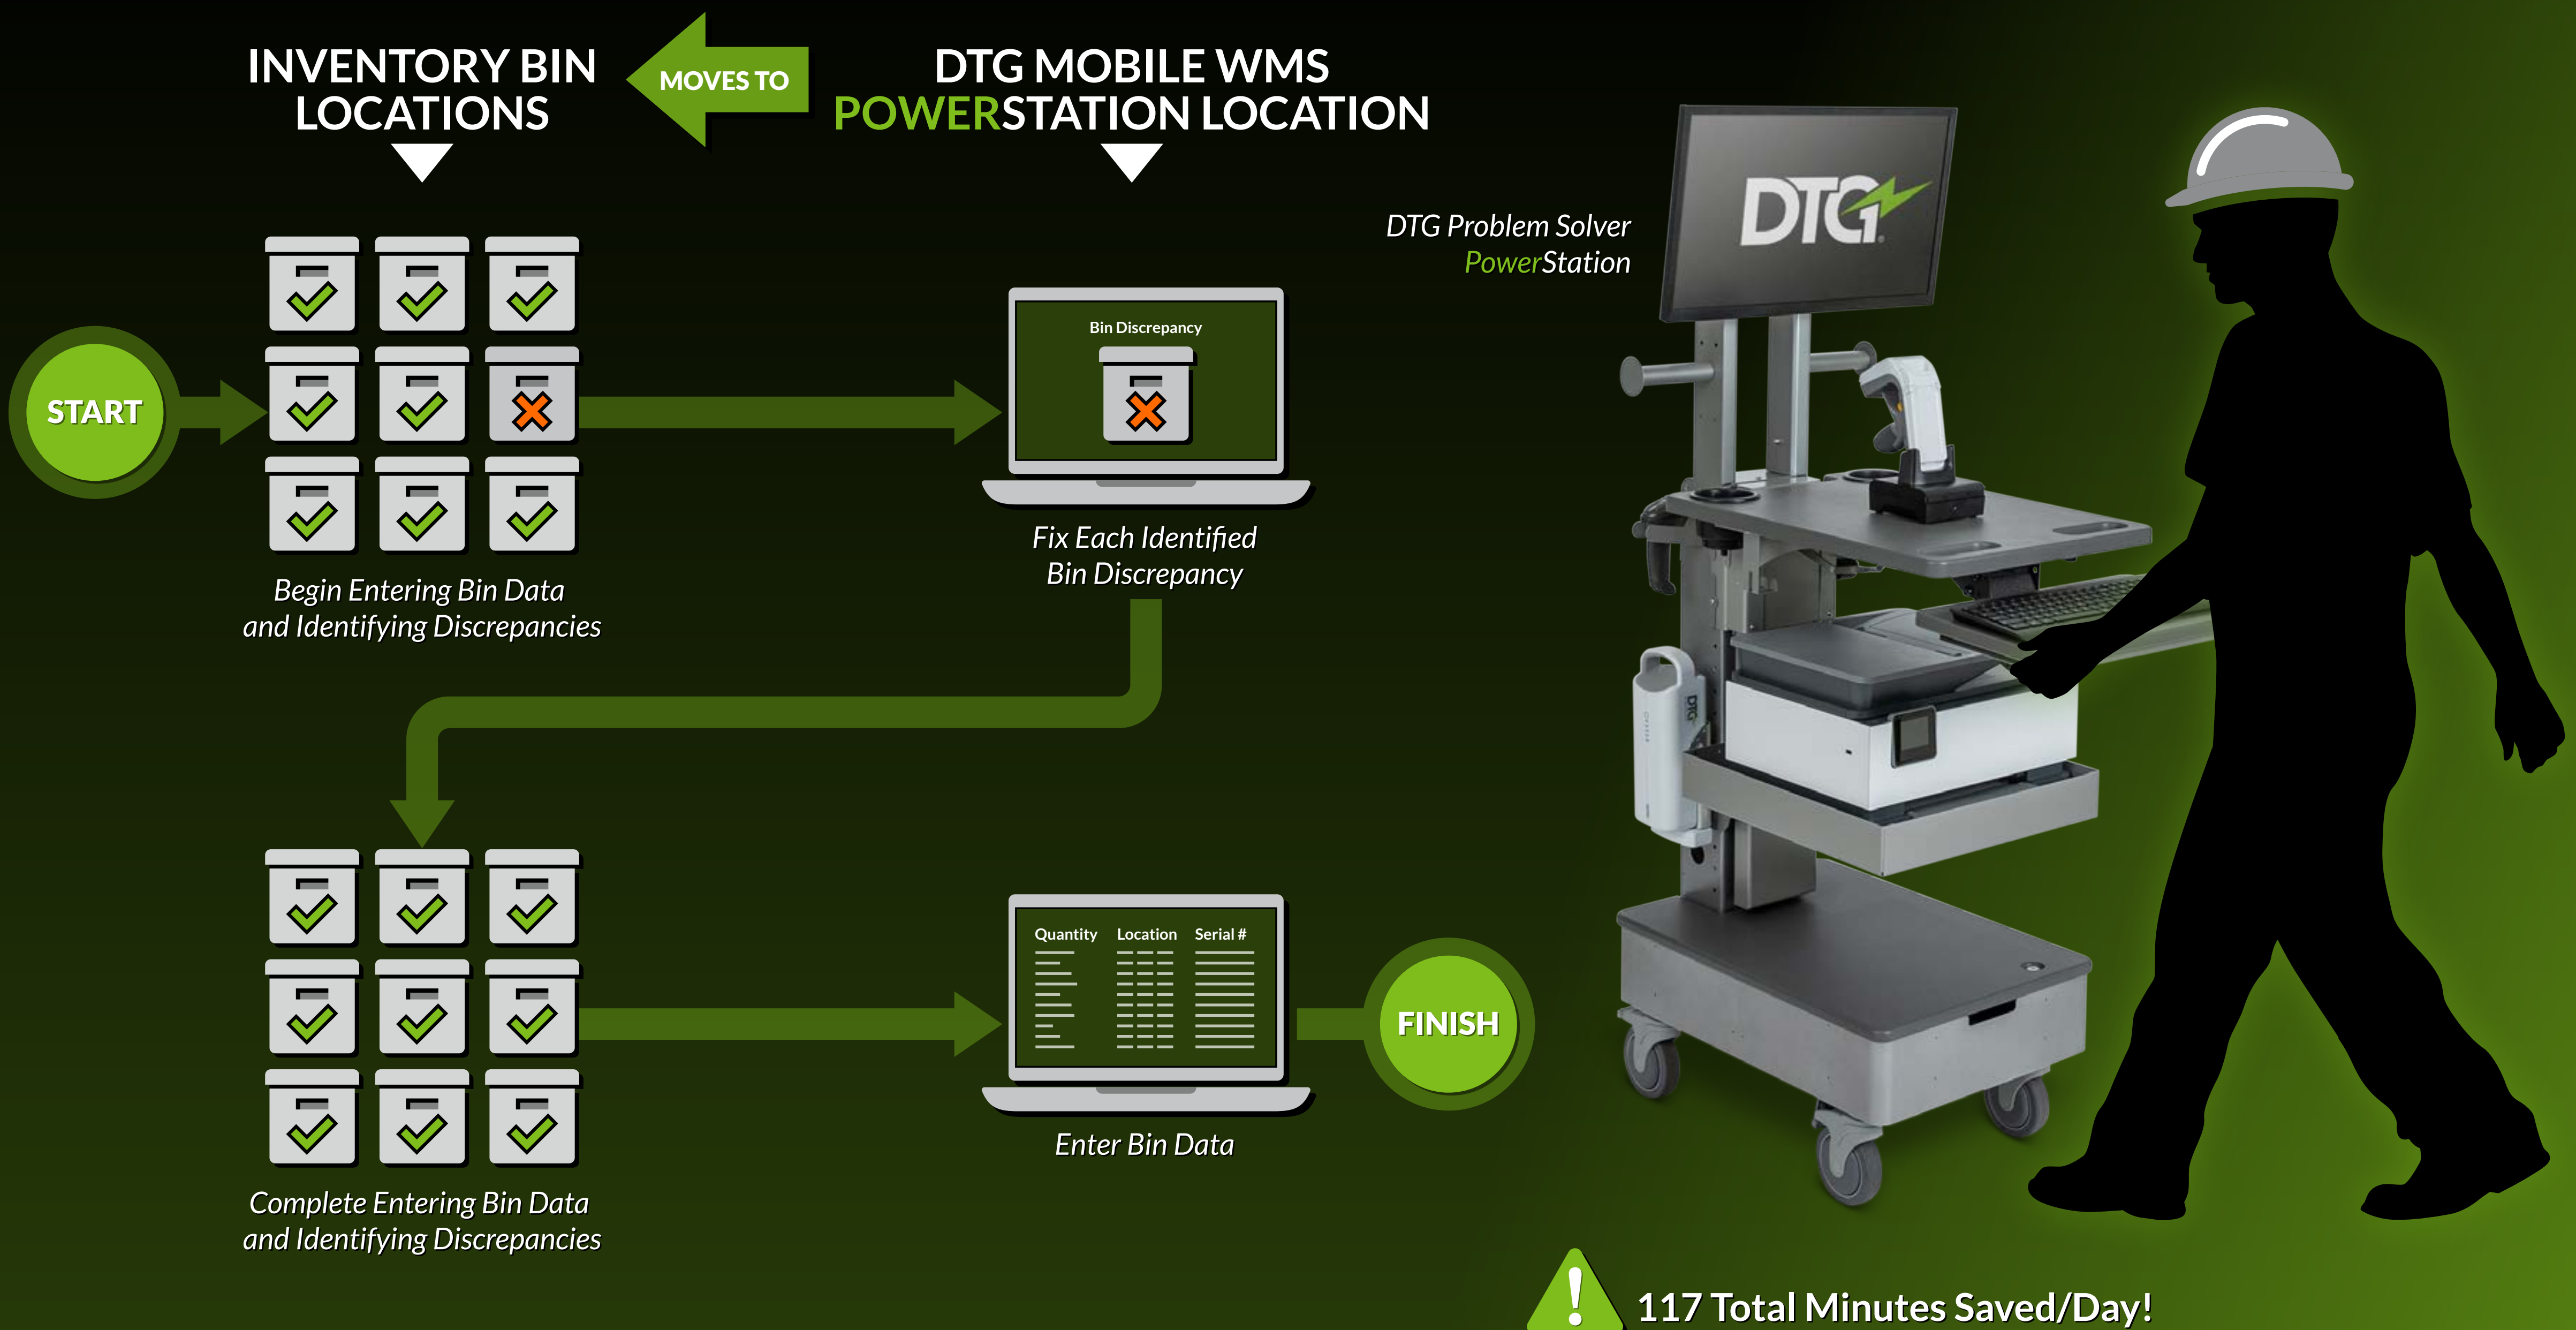 INVENTORY BIN
LOCATIONS
MOVES TO
DTG MOBILE WMS
POWERSTATION LOCATION
DTG Problem Solver
PowerStation
DTG
START
Bin Discrepancy
Fix Each Identified
Bin Discrepancy
Begin Entering Bin Data
and Identifying Discrepancies
DTG
Quantity Location Serial #
FINISH
Enter Bin Data
Complete Entering Bin Data
and Identifying Discrepancies
117 Total Minutes Saved/Day!